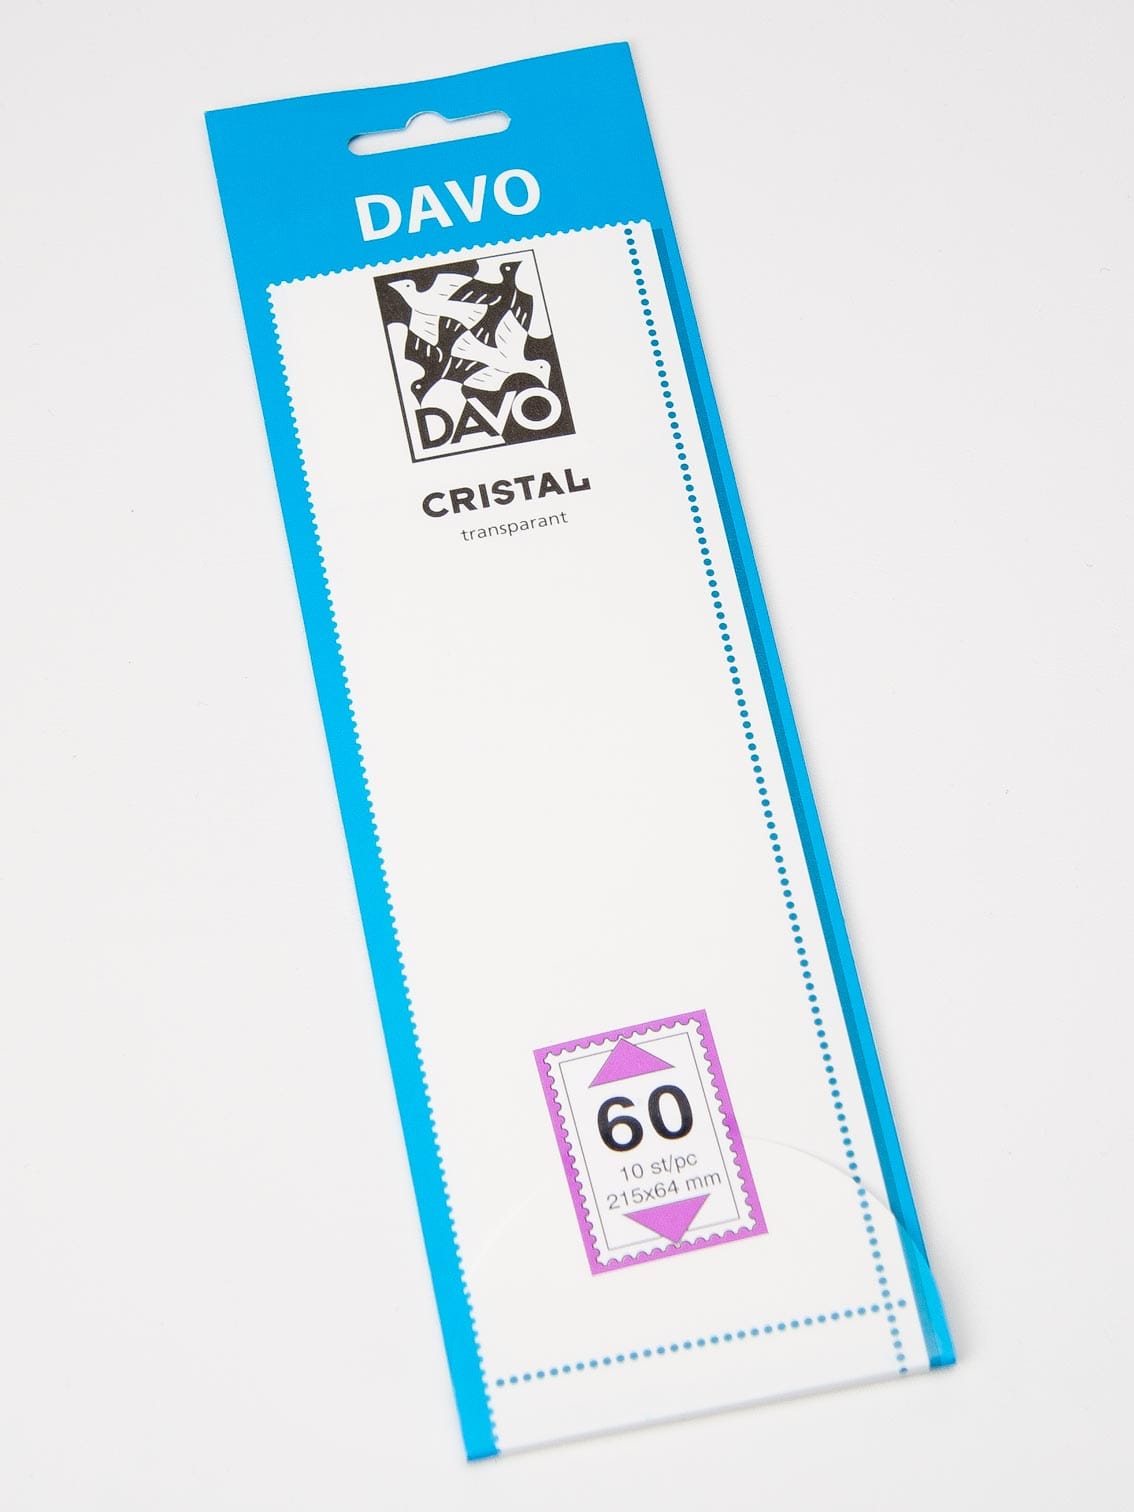 DAVO
DAVO
CRISTAL
transparant
60
10 st/pc
215x64 mm